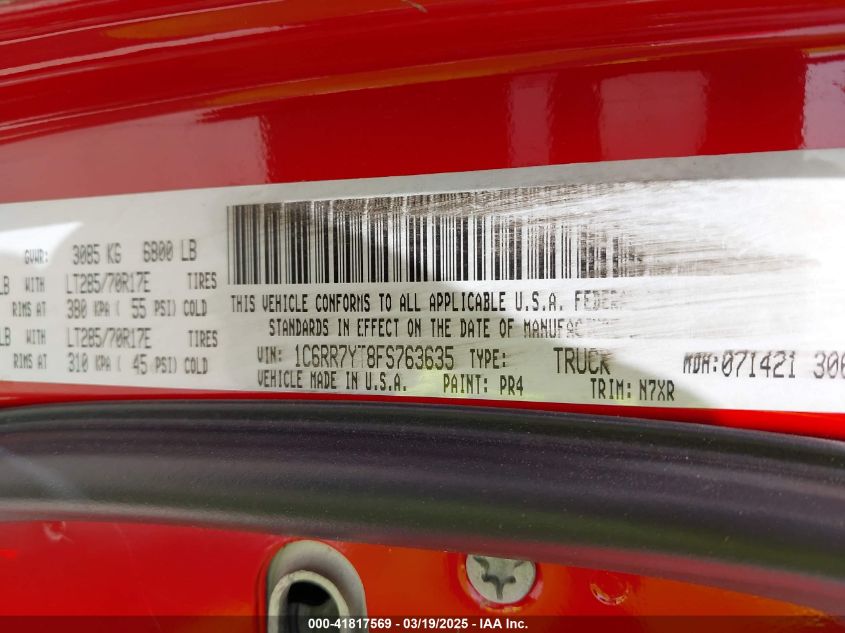 GVWR: 3085 KG 6800 LB
LB WITH LT285/70R17E TIRES
RIMS AT 380 KPA ( 55 PSI) COLD
LB WITH LT285/70R17E TIRES
RIMS AT 310 KPA ( 45 PSI) COLD
THIS VEHICLE CONFORMS TO ALL APPLICABLE U.S.A.
STANDARDS IN EFFECT ON THE DATE OF
VIN: 1C6RR7YT8FS763635 TYPE: TRUCK MDH:071421 306
VEHICLE MADE IN U.S.A. PAINT: PR4 TRIM: N7XR
000-41817569 — 03/19/2025 — IAA Inc.